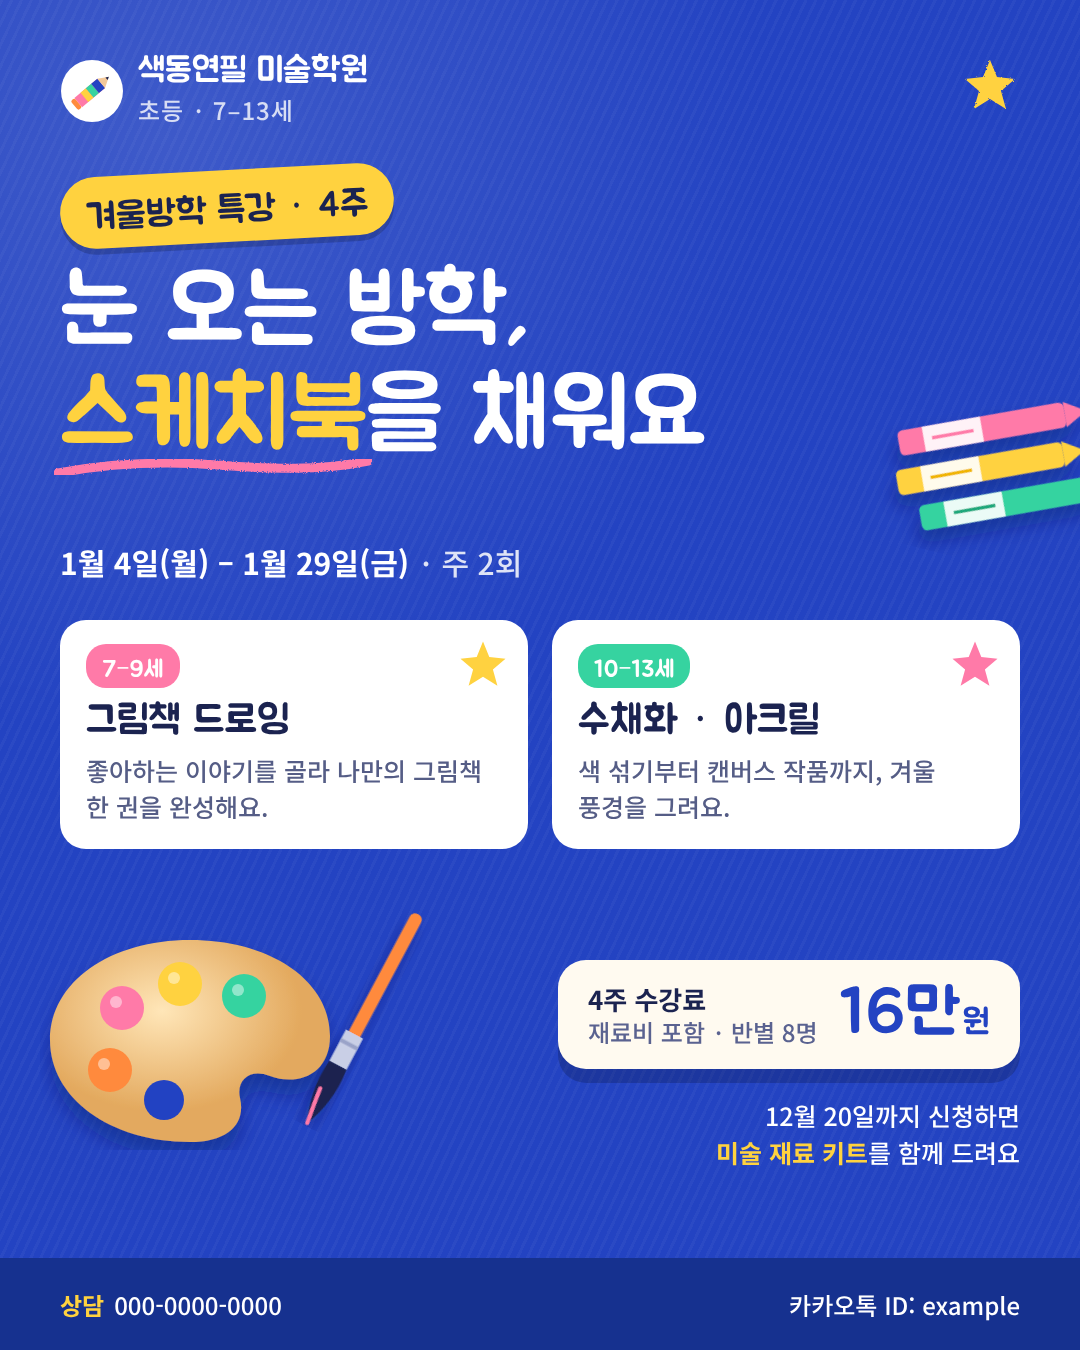 색동연필 미술학원
초등 · 7–13세
겨울방학 특강 · 4주
눈 오는 방학,
스케치북을 채워요
1월 4일(월) – 1월 29일(금) · 주 2회
7–9세
그림책 드로잉
좋아하는 이야기를 골라 나만의 그림책
한 권을 완성해요.
10–13세
수채화 · 아크릴
색 섞기부터 캔버스 작품까지, 겨울
풍경을 그려요.
4주 수강료
재료비 포함 · 반별 8명
16만원
12월 20일까지 신청하면
미술 재료 키트를 함께 드려요
상담 000-0000-0000
카카오톡 ID: example